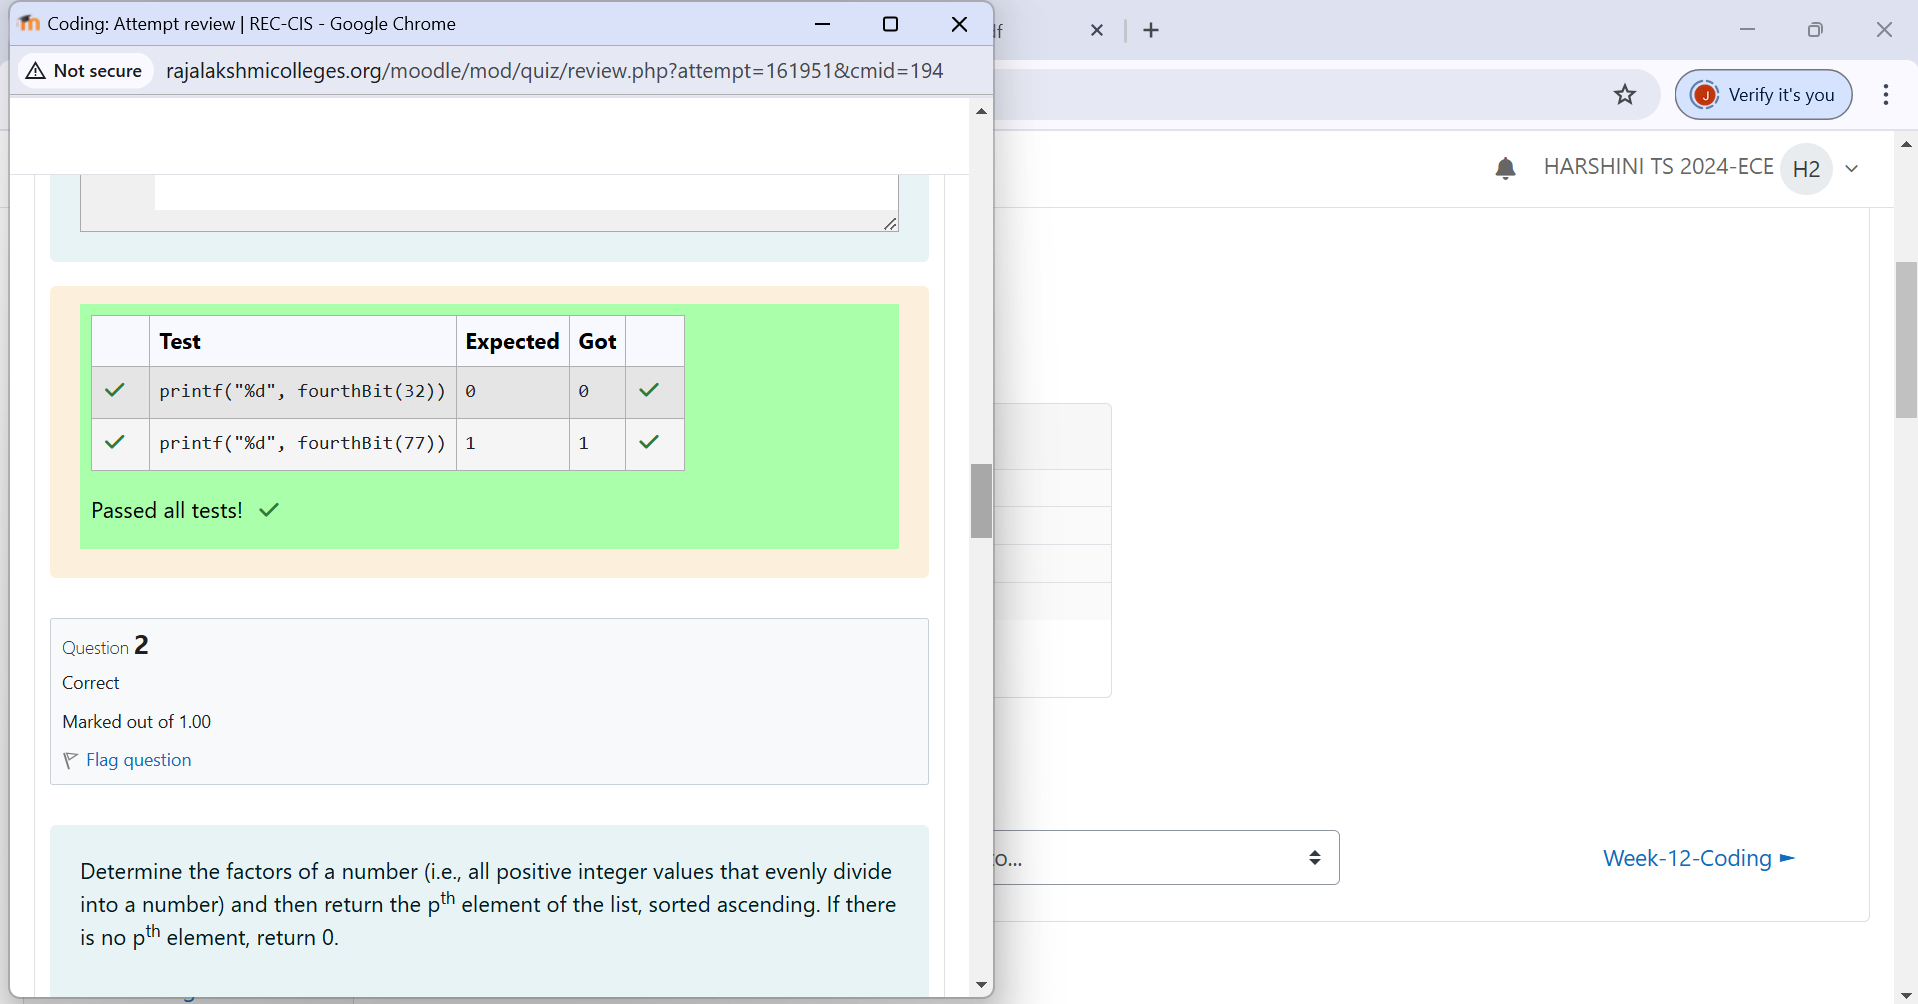 Coding: Attempt review | REC-CIS - Google Chrome
Not secure
rajalakshmicolleges.org/moodle/mod/quiz/review.php?attempt=161951&cmid=194
Verify it's you
J
HARSHINI TS 2024-ECE
H2
Test Expected Got
printf("%d", fourthBit(32)) 0 0
printf("%d", fourthBit(77)) 1 1
Passed all tests!
Question 2
Correct
Marked out of 1.00
Flag question
Determine the factors of a number (i.e., all positive integer values that evenly divide
into a number) and then return the pth element of the list, sorted ascending. If there
is no pth element, return 0.
o...
Week-12-Coding ►